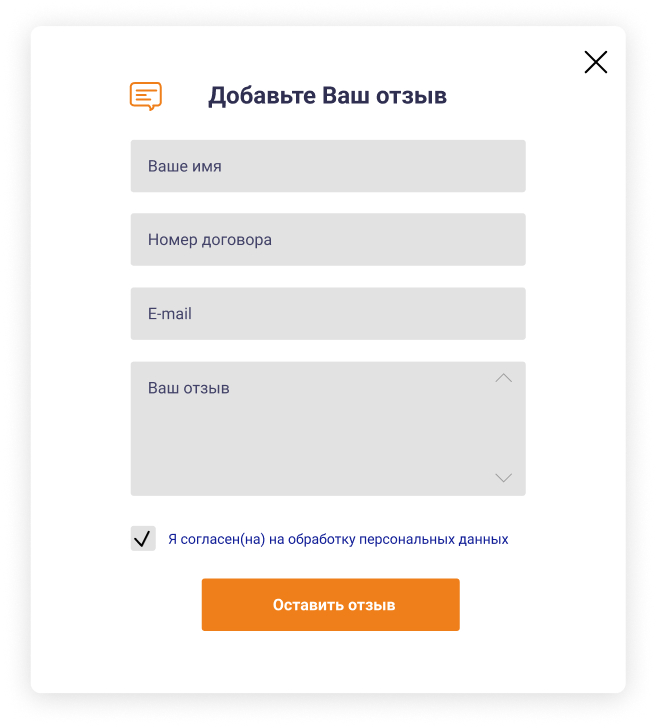 Добавьте Ваш отзыв
Ваше имя
Номер договора
E-mail
Ваш отзыв
Я согласен(на) на обработку персональных данных
Оставить отзыв